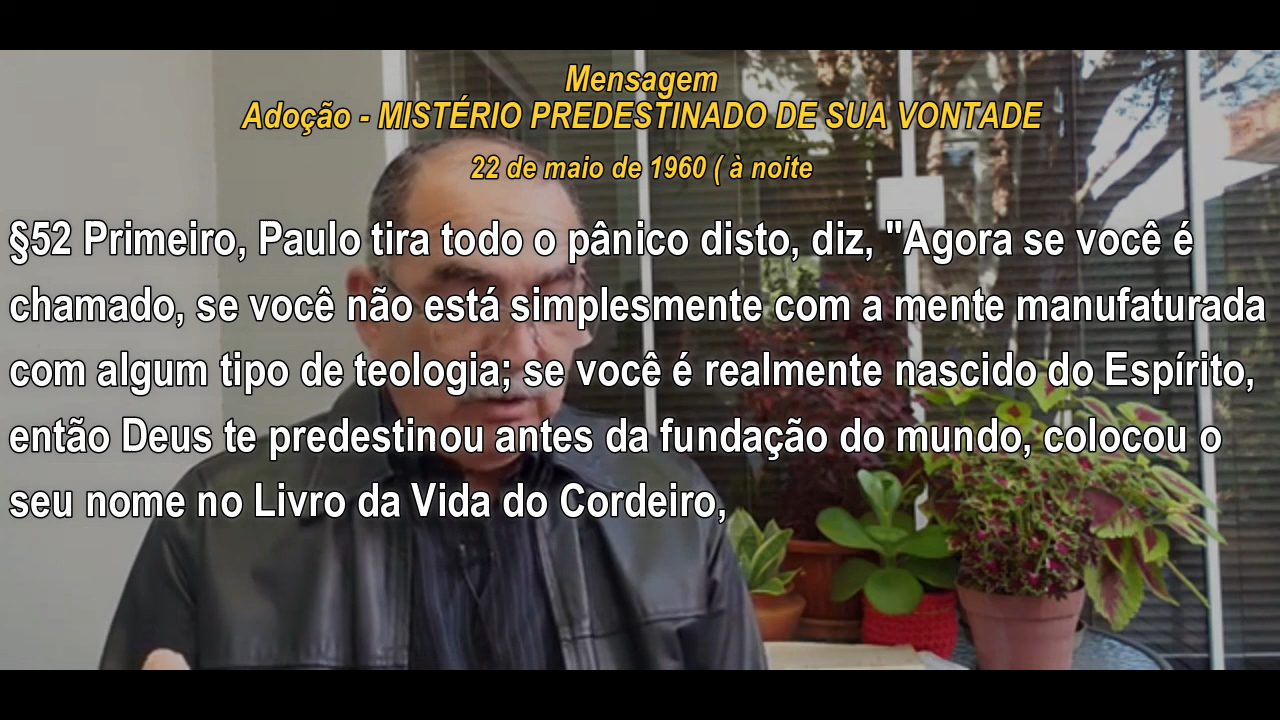 Mensagem
Adoção - MISTÉRIO PREDESTINADO DE SUA VONTADE
22 de maio de 1960 ( à noite
§52 Primeiro, Paulo tira todo o pânico disto, diz, "Agora se você é
chamado, se você não está simplesmente com a mente manufaturada
com algum tipo de teologia; se você é realmente nascido do Espírito,
então Deus te predestinou antes da fundação do mundo, colocou o
seu nome no Livro da Vida do Cordeiro,